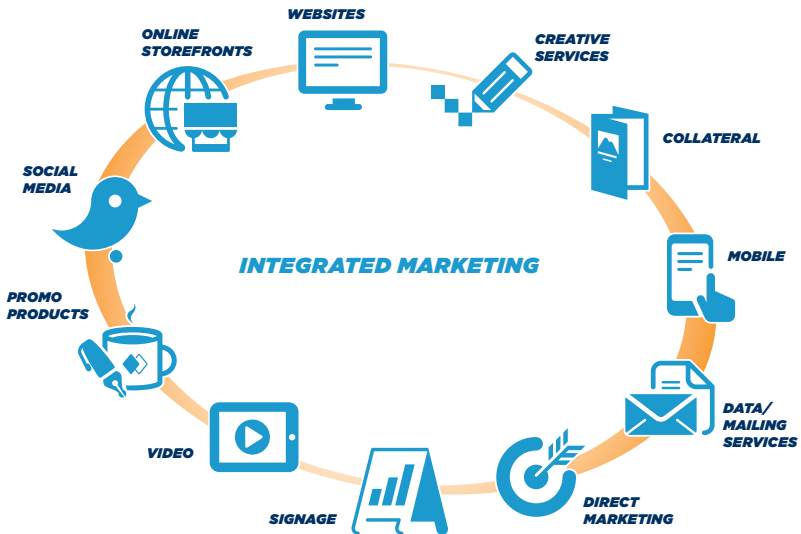 WEBSITES
ONLINE
STOREFRONTS
CREATIVE
SERVICES
COLLATERAL
SOCIAL
MEDIA
MOBILE
INTEGRATED MARKETING
PROMO
PRODUCTS
DATA/
MAILING
SERVICES
VIDEO
DIRECT
MARKETING
SIGNAGE